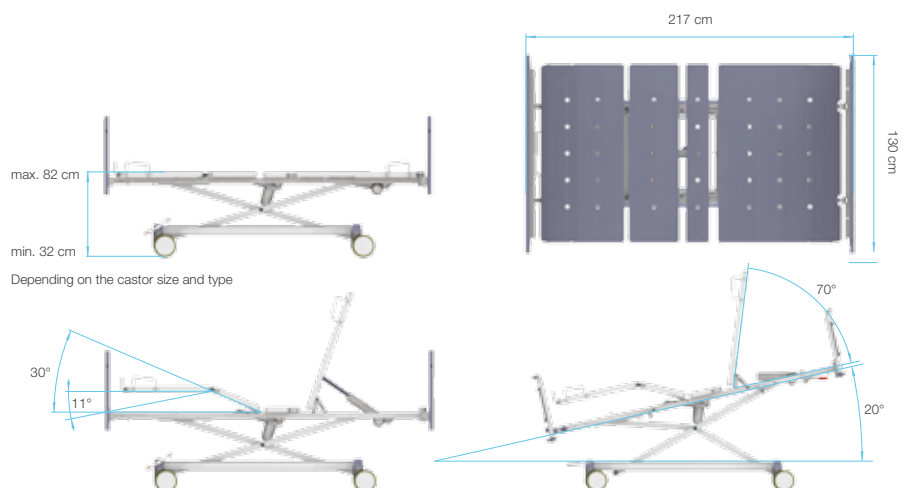 217 cm
130 cm
max. 82 cm
min. 32 cm
Depending on the castor size and type
30°
11°
70°
20°